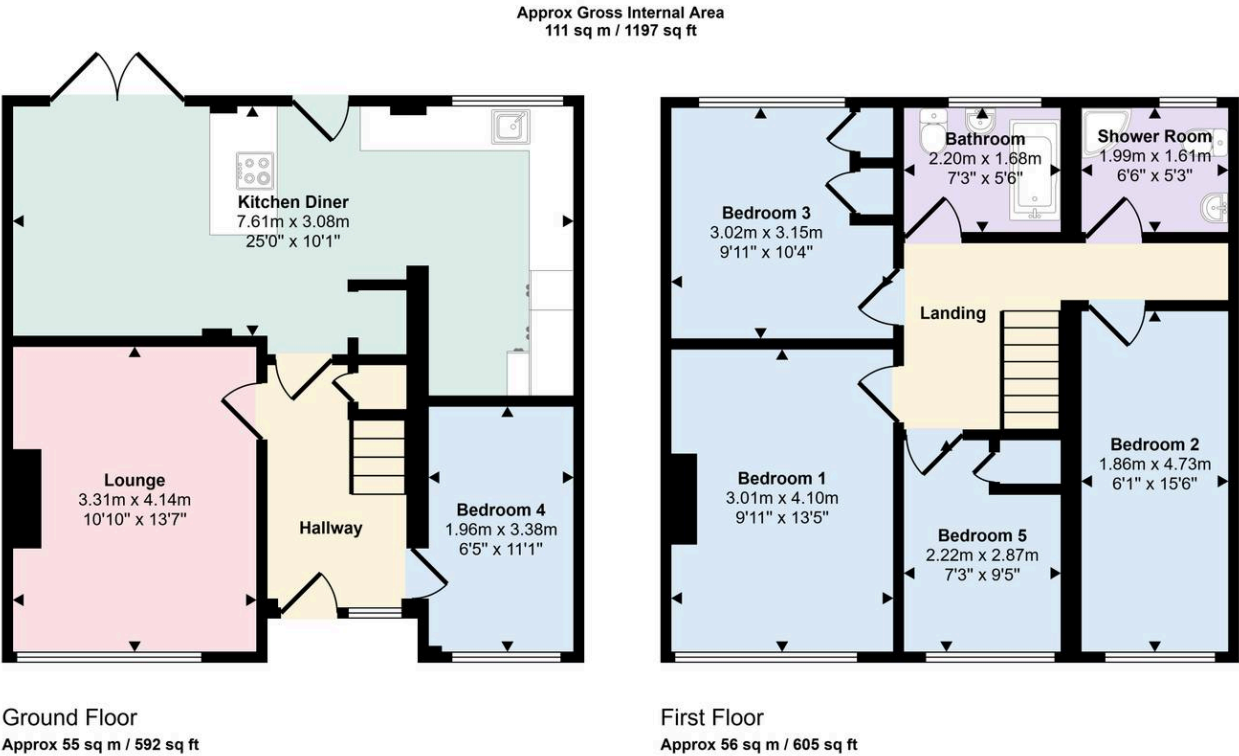 Approx Gross Internal Area
111 sq m / 1197 sq ft
Kitchen Diner
7.61m x 3.08m
25'0" x 10'1"
Lounge
3.31m x 4.14m
10'10" x 13'7"
Hallway
Bedroom 4
1.96m x 3.38m
6'5" x 11'1"
Ground Floor
Approx 55 sq m / 592 sq ft
Bedroom 3
3.02m x 3.15m
9'11" x 10'4"
Bathroom
2.20m x 1.68m
7'3" x 5'6"
Shower Room
1.99m x 1.61m
6'6" x 5'3"
Landing
Bedroom 1
3.01m x 4.10m
9'11" x 13'5"
Bedroom 5
2.22m x 2.87m
7'3" x 9'5"
Bedroom 2
1.86m x 4.73m
6'1" x 15'6"
First Floor
Approx 56 sq m / 605 sq ft